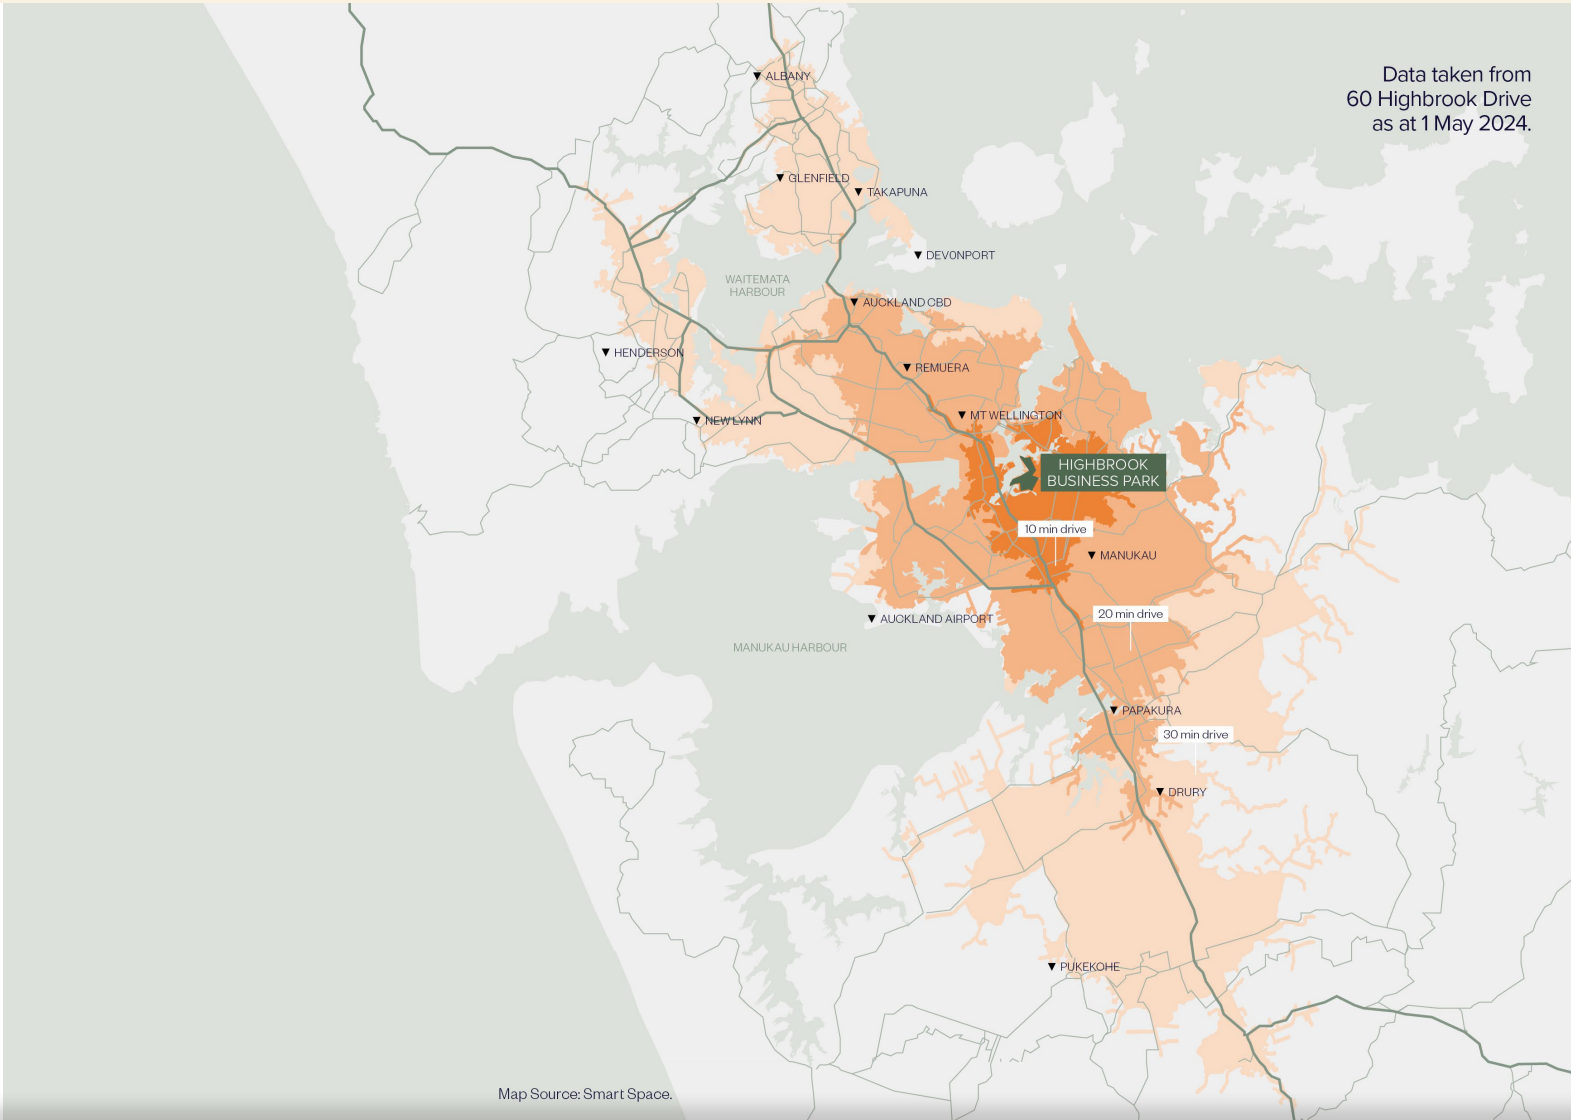 Data taken from
60 Highbrook Drive
as at 1 May 2024.
ALBANY
GLENFIELD
TAKAPUNA
DEVONPORT
WAITEMATA
HARBOUR
AUCKLAND CBD
HENDERSON
REMUERA
NEW LYNN
MT WELLINGTON
HIGHBROOK
BUSINESS PARK
10 min drive
MANUKAU
20 min drive
AUCKLAND AIRPORT
MANUKAU HARBOUR
PAPAKURA
30 min drive
DRURY
PUKEKOHE
Map Source: Smart Space.